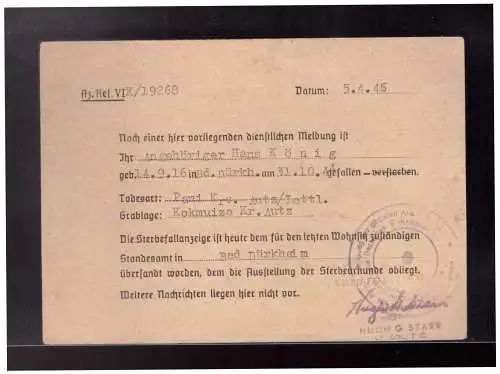 Az. Ref. VI K/19268 Datum: 5.4.46
Nach einer hier vorliegenden dienstlichen Meldung ist
Ihr Angehöriger Hans König
geb. 14.9.16 in Bd. Dürkh. am 31.10.44 gefallen – verstorben.
Todesort: Pani Krs. Autz/Lettl.
Grablage: Kokmuize Kr. Autz
Die Sterbefallanzeige ist heute dem für den letzten Wohnsitz zuständigen
Standesamt in Bad Dürkheim
übersandt worden, dem die Ausstellung der Sterbeurkunde obliegt.
Weitere Nachrichten liegen hier nicht vor.
HUGH G STARR